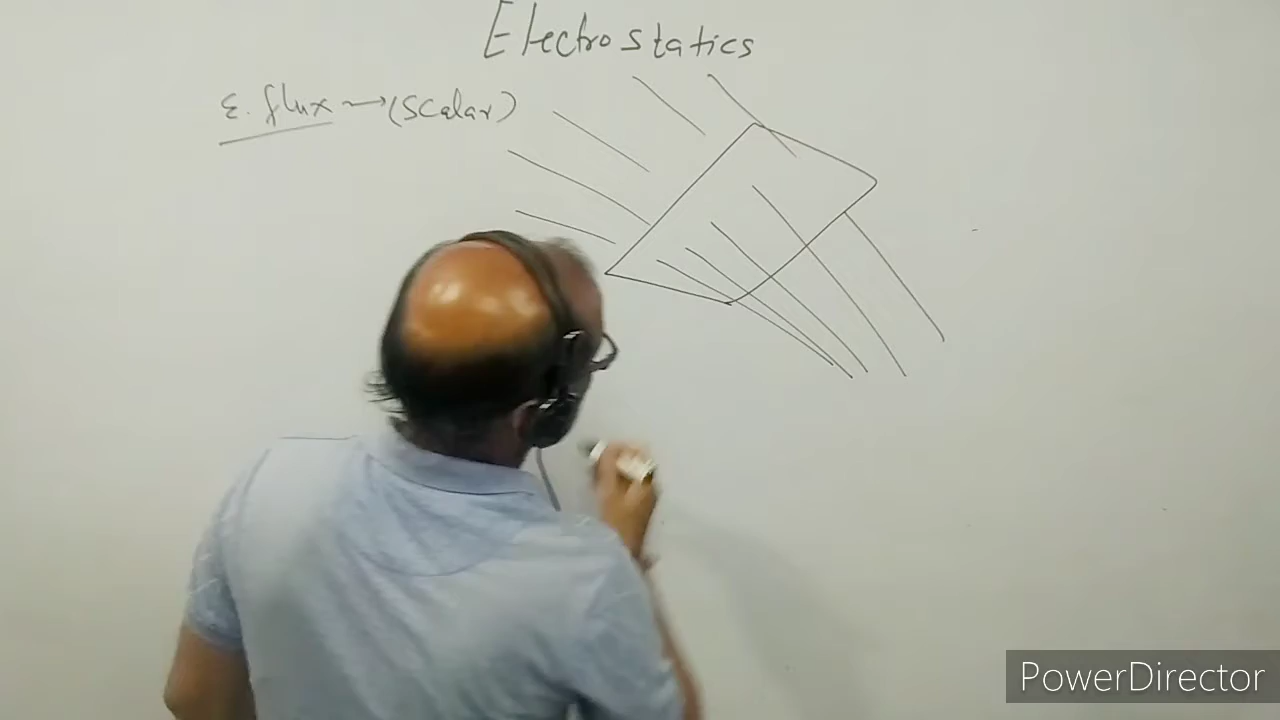 Electrostatics
E. flux → (Scalar)
PowerDirector